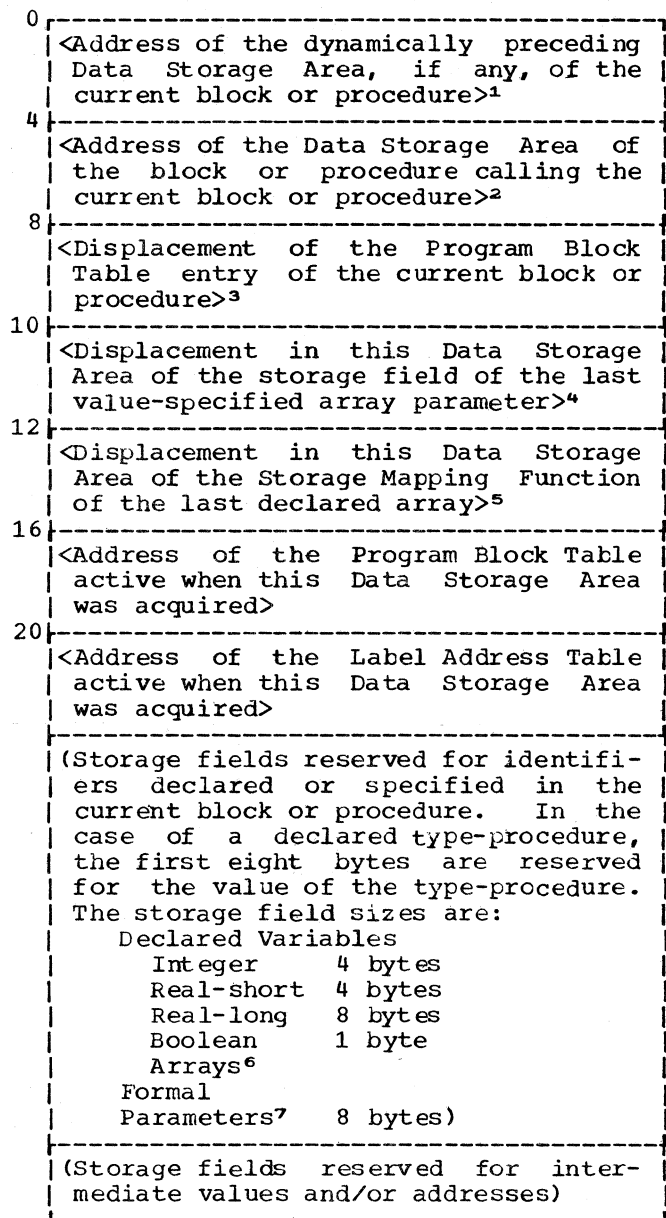 0
<Address of the dynamically preceding
Data Storage Area, if any, of the
current block or procedure>¹
4
<Address of the Data Storage Area of
the block or procedure calling the
current block or procedure>²
8
<Displacement of the Program Block
Table entry of the current block or
procedure>³
10
<Displacement in this Data Storage
Area of the storage field of the last
value-specified array parameter>⁴
12
<Displacement in this Data Storage
Area of the Storage Mapping Function
of the last declared array>⁵
16
<Address of the Program Block Table
active when this Data Storage Area
was acquired>
20
<Address of the Label Address Table
active when this Data Storage Area
was acquired>
(Storage fields reserved for identifi-
ers declared or specified in the
current block or procedure. In the
case of a declared type-procedure,
the first eight bytes are reserved
for the value of the type-procedure.
The storage field sizes are:
Declared Variables
Integer 4 bytes
Real-short 4 bytes
Real-long 8 bytes
Boolean 1 byte
Arrays⁶
Formal
Parameters⁷ 8 bytes)
(Storage fields reserved for inter-
mediate values and/or addresses)